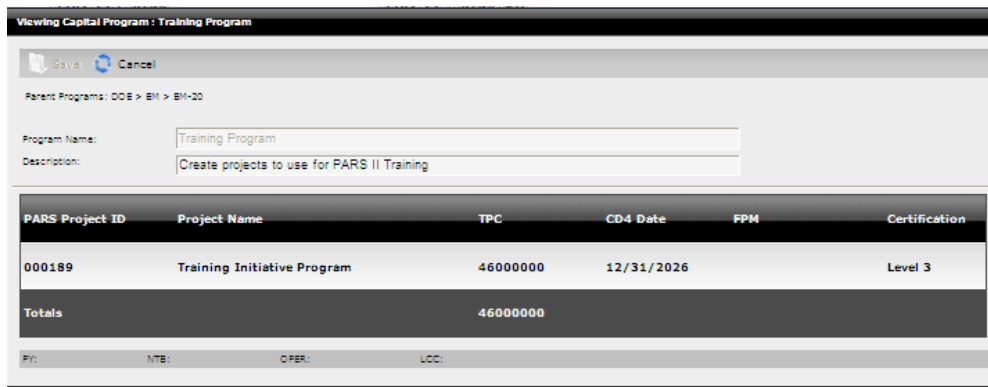 Viewing Capital Program : Training Program
Save Cancel
Parent Programs: DOE > EM > EM-20
Program Name: Training Program
Description: Create projects to use for PARS II Training
PARS Project ID Project Name TPC CD4 Date FPM Certification
000189 Training Initiative Program 46000000 12/31/2026 Level 3
Totals 46000000
PY: NTB: OPER: LCC: